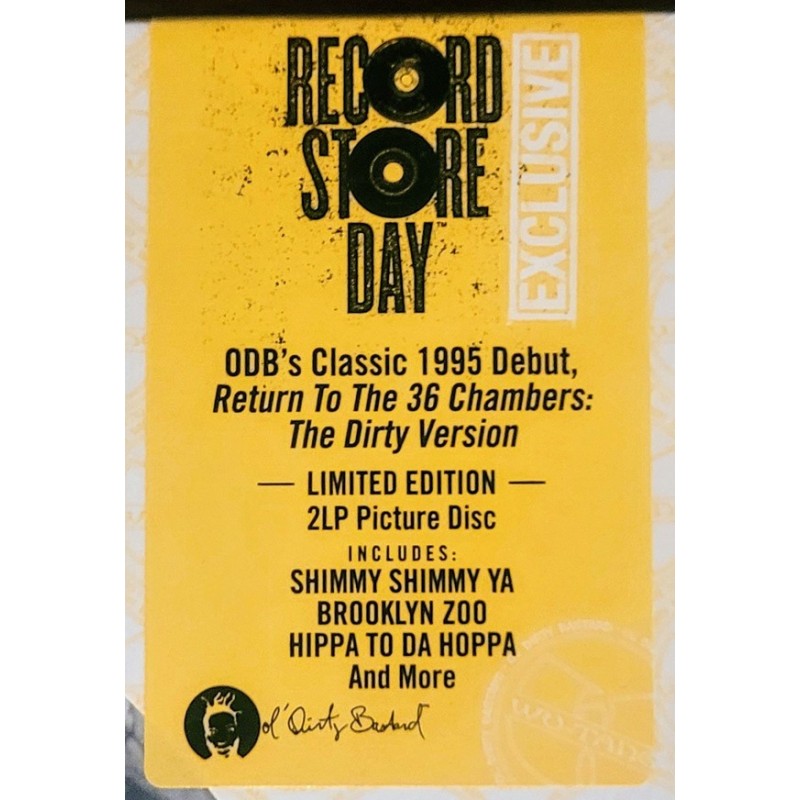 RECORD
STORE
DAY™
EXCLUSIVE
ODB's Classic 1995 Debut,
Return To The 36 Chambers:
The Dirty Version
— LIMITED EDITION —
2LP Picture Disc
INCLUDES:
SHIMMY SHIMMY YA
BROOKLYN ZOO
HIPPA TO DA HOPPA
And More
ol' Dirty Bastard